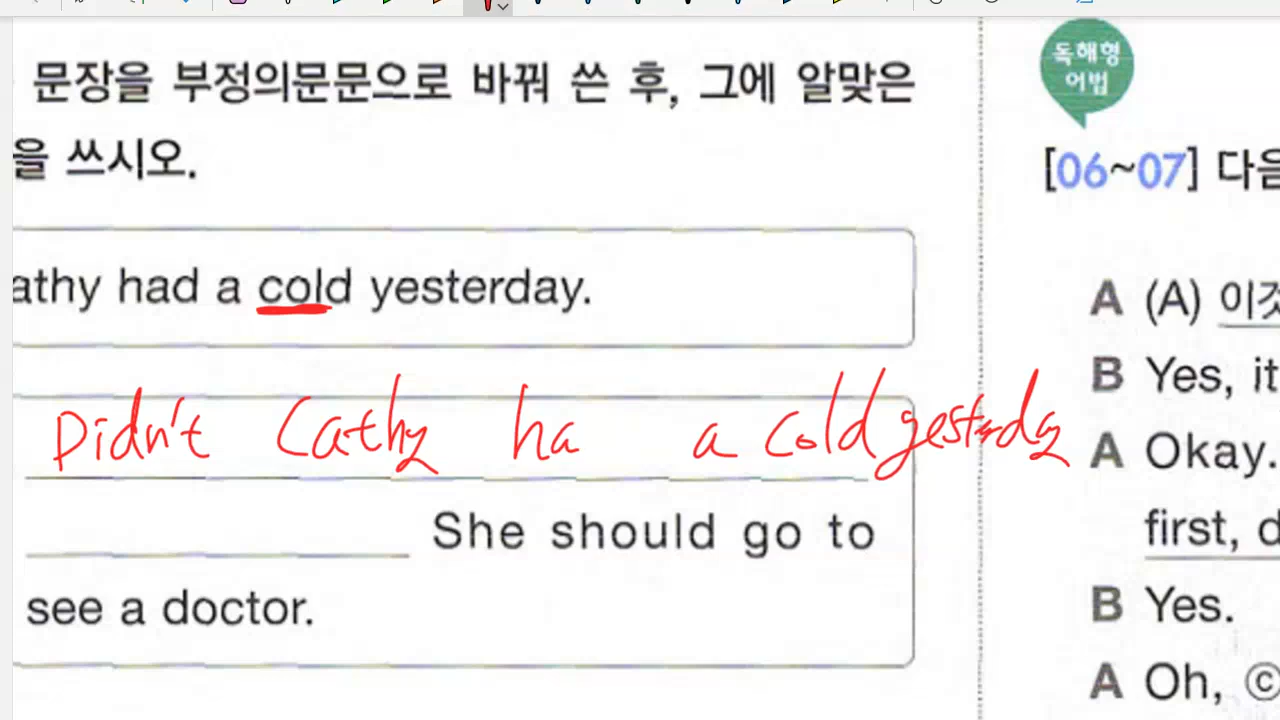 문장을 부정의문문으로 바꿔 쓴 후, 그에 알맞은
을 쓰시오.
athy had a cold yesterday.
Didn't Cathy ha a cold yesterday
She should go to
see a doctor.
독해형
어법
[06~07] 다음
A (A) 이것
B Yes, it
A Okay.
first, d
B Yes.
A Oh, ⓒ